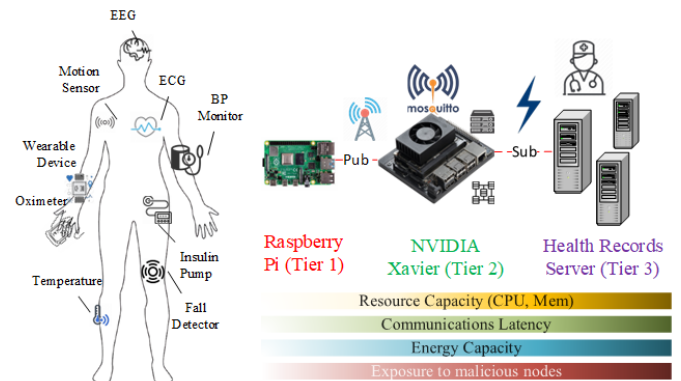 EEG
Motion
Sensor
ECG
BP
Monitor
Wearable
Device
Oximeter
Insulin
Pump
Temperature
Fall
Detector
mosquitto
Pub
Sub
Raspberry
Pi (Tier 1)
NVIDIA
Xavier (Tier 2)
Health Records
Server (Tier 3)
Resource Capacity (CPU, Mem)
Communications Latency
Energy Capacity
Exposure to malicious nodes